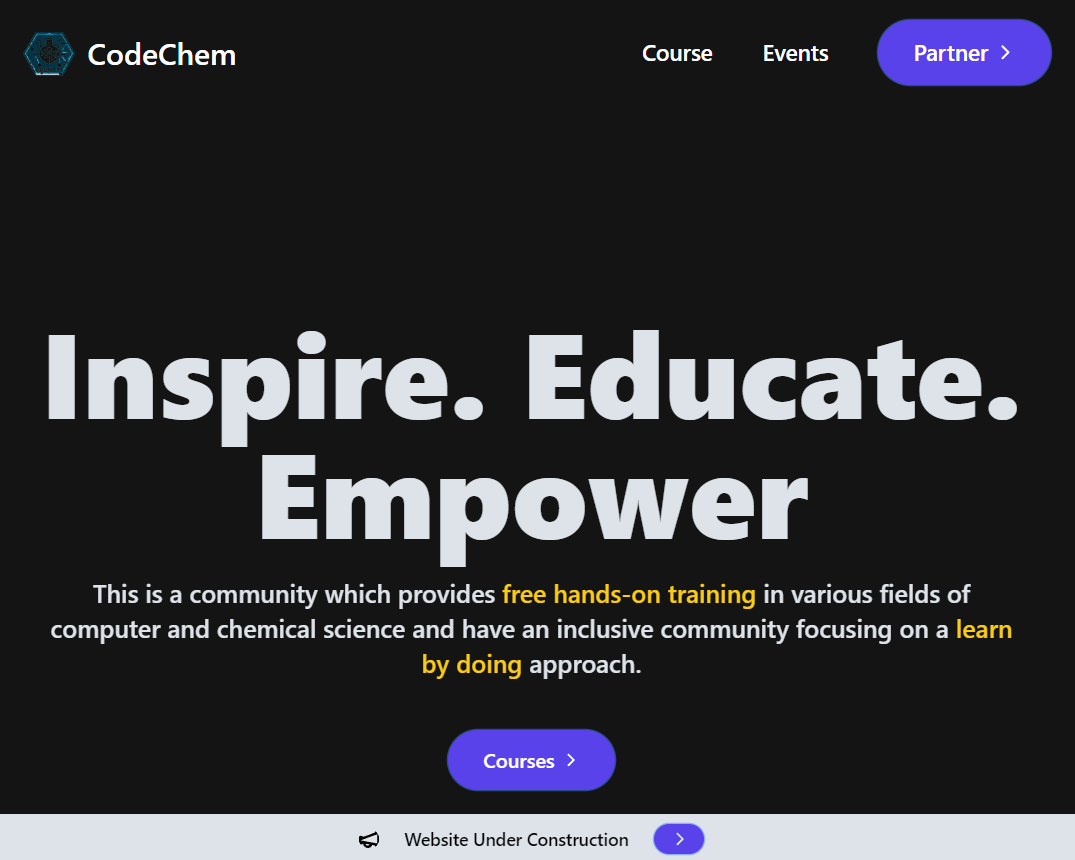 CodeChem
Course
Events
Partner
Inspire. Educate.
Empower
This is a community which provides free hands-on training in various fields of
computer and chemical science and have an inclusive community focusing on a learn
by doing approach.
Courses
Website Under Construction